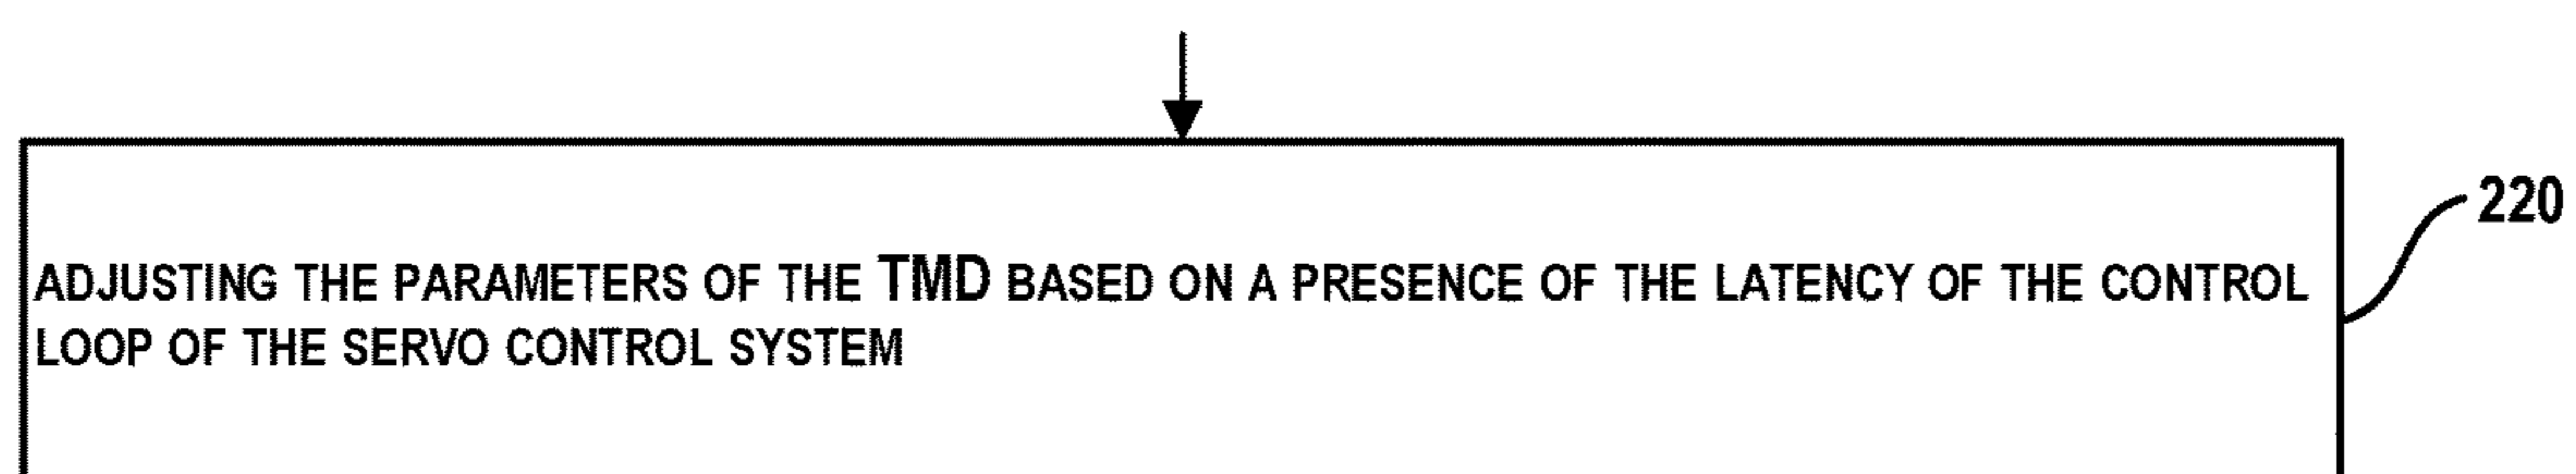 220
ADJUSTING THE PARAMETERS OF THE TMD BASED ON A PRESENCE OF THE LATENCY OF THE CONTROL
LOOP OF THE SERVO CONTROL SYSTEM